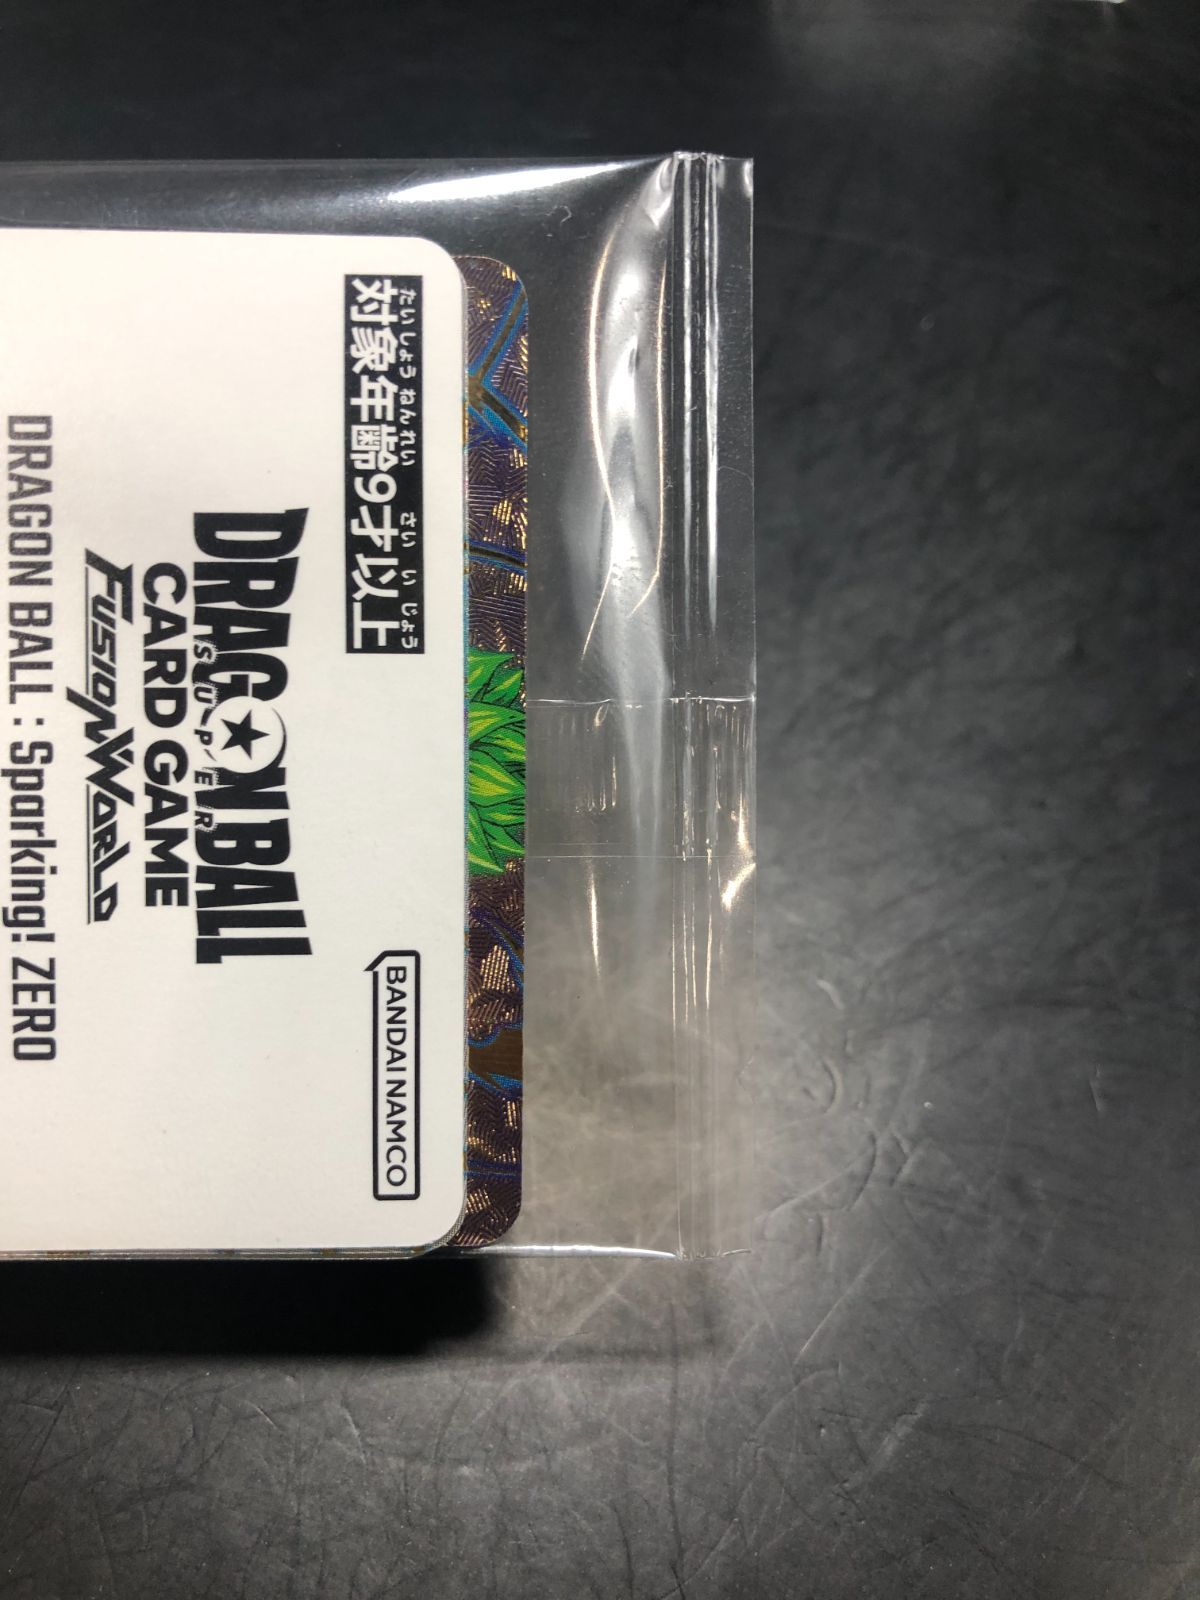 たいしょうねんれい さいいじょう
対象年齢9才以上
BANDAI NAMCO
DRAGON BALL
SUPER
CARD GAME
FUSION WORLD
DRAGON BALL : Sparking! ZERO